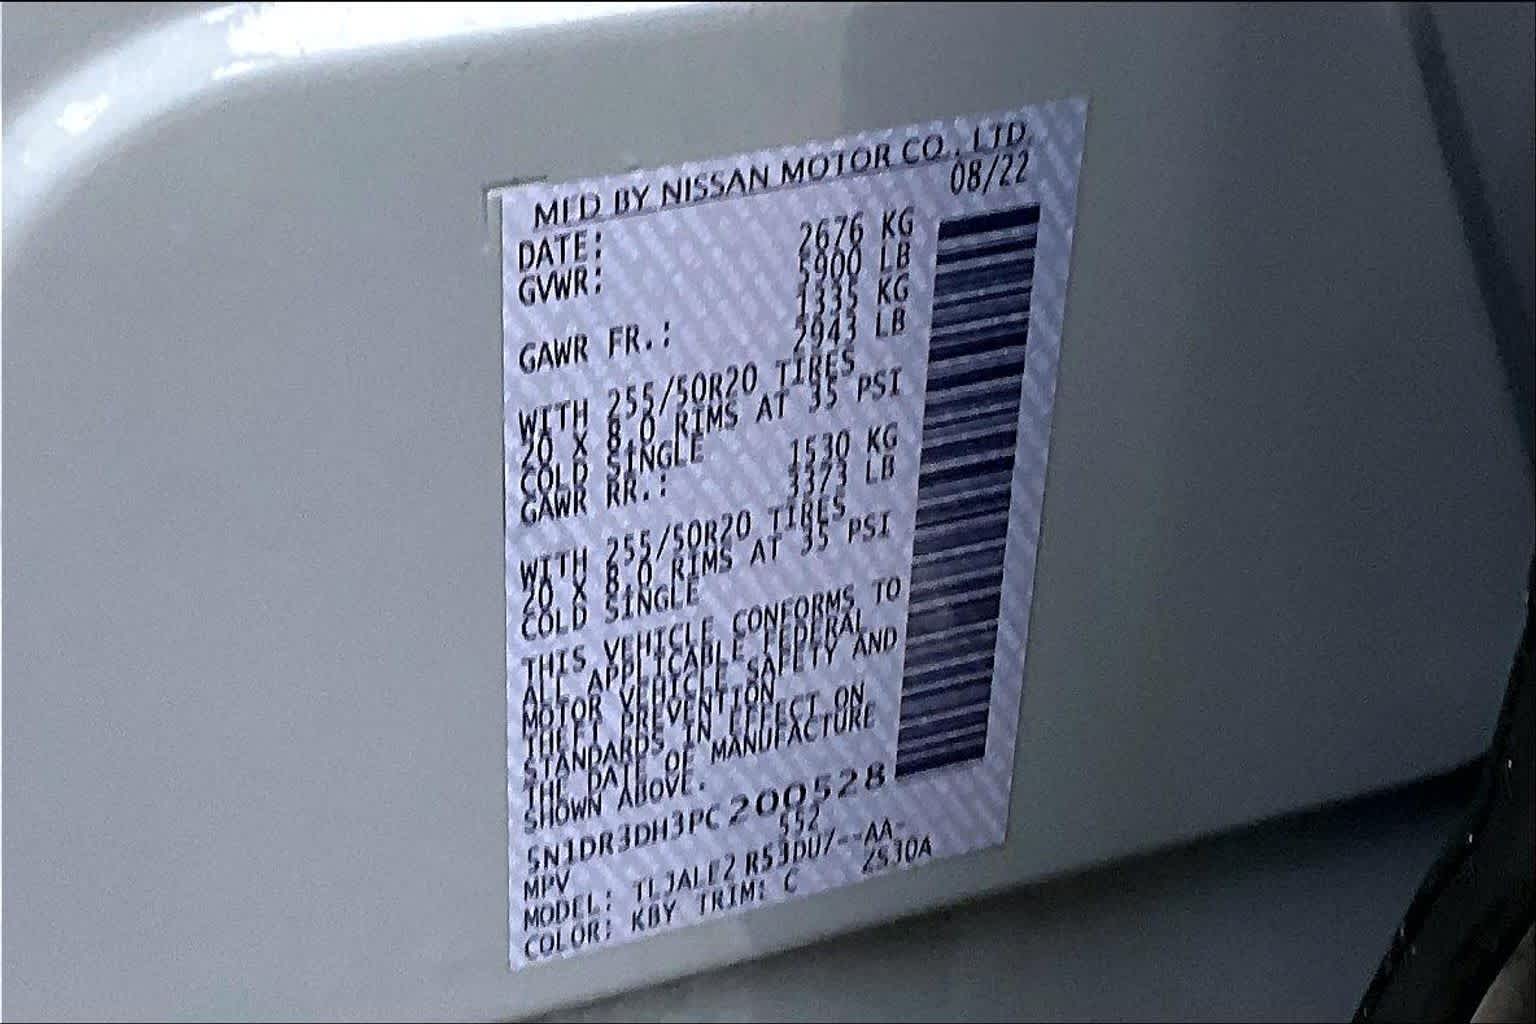 MFD BY NISSAN MOTOR CO., LTD.
DATE: 08/22
GVWR: 2676 KG
5900 LB
GAWR FR.: 1335 KG
2943 LB
WITH 255/50R20 TIRES
20 X 8.0 RIMS AT 35 PSI
COLD SINGLE
GAWR RR.: 1530 KG
3373 LB
WITH 255/50R20 TIRES
20 X 8.0 RIMS AT 35 PSI
COLD SINGLE
THIS VEHICLE CONFORMS TO
ALL APPLICABLE FEDERAL
MOTOR VEHICLE SAFETY AND
THEFT PREVENTION
STANDARDS IN EFFECT ON
THE DATE OF MANUFACTURE
SHOWN ABOVE.
5N1DR3DH3PC200528
MPV 552
MODEL: TLJALE2 R53DU/--AA-
COLOR: KBY TRIM: C 2S30A